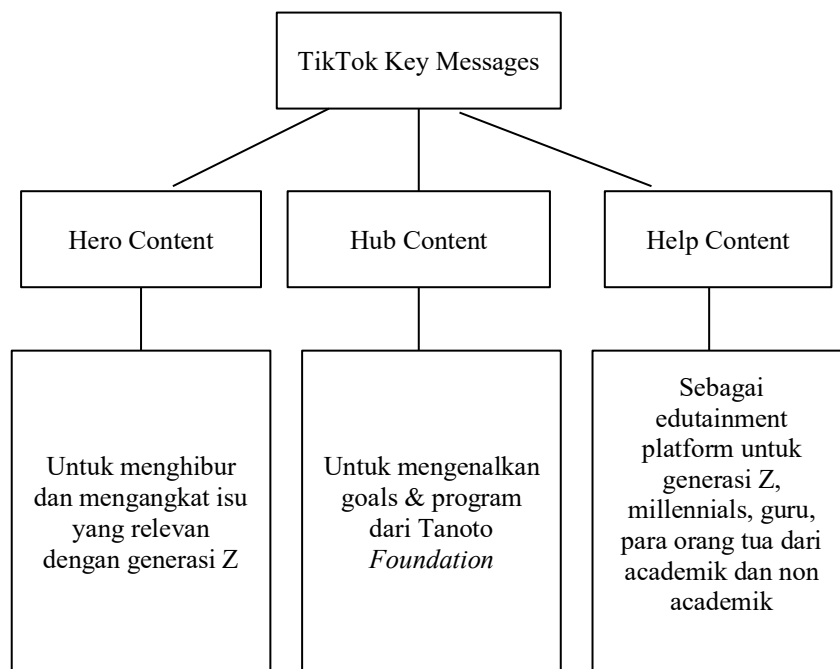 TikTok Key Messages
Hero Content
Hub Content
Help Content
Untuk menghibur
dan mengangkat isu
yang relevan
dengan generasi Z
Untuk mengenalkan
goals & program
dari Tanoto
Foundation
Sebagai
edutainment
platform untuk
generasi Z,
millennials, guru,
para orang tua dari
academik dan non
academik